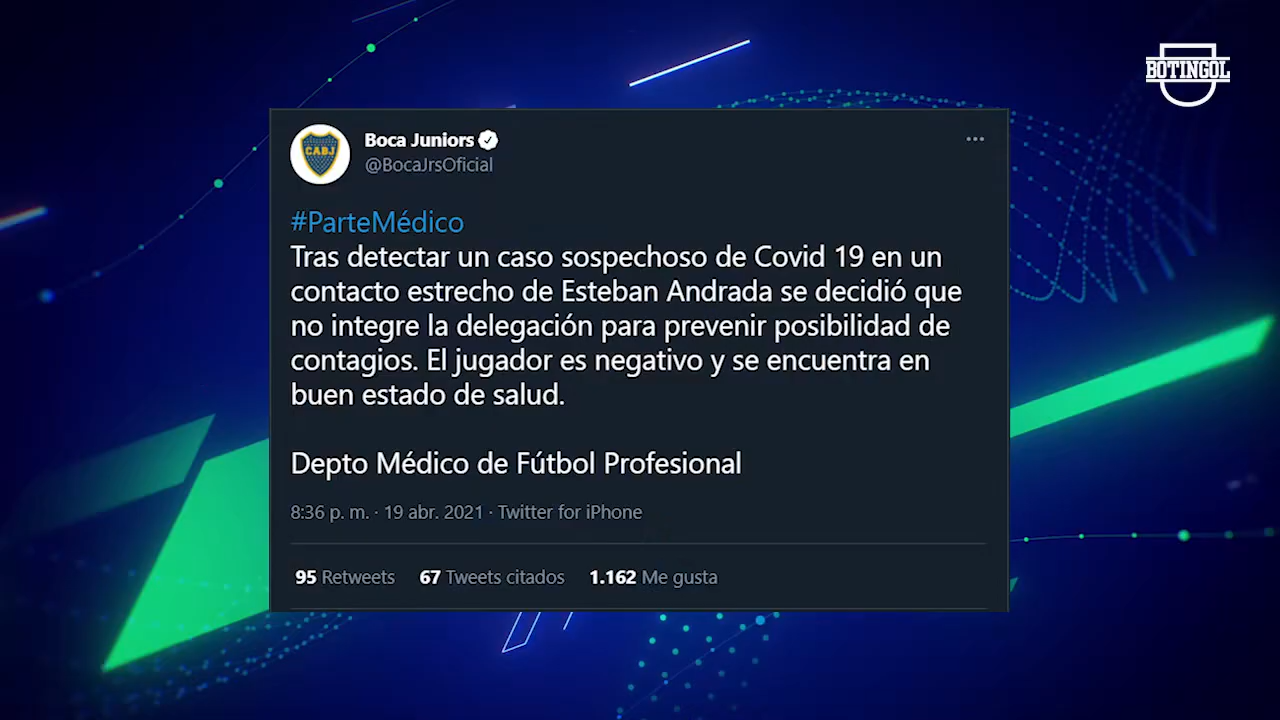 BOTINGOL
Boca Juniors
@BocaJrsOficial
CABJ
#ParteMédico
Tras detectar un caso sospechoso de Covid 19 en un
contacto estrecho de Esteban Andrada se decidió que
no integre la delegación para prevenir posibilidad de
contagios. El jugador es negativo y se encuentra en
buen estado de salud.
Depto Médico de Fútbol Profesional
8:36 p. m. · 19 abr. 2021 · Twitter for iPhone
95 Retweets 67 Tweets citados 1.162 Me gusta